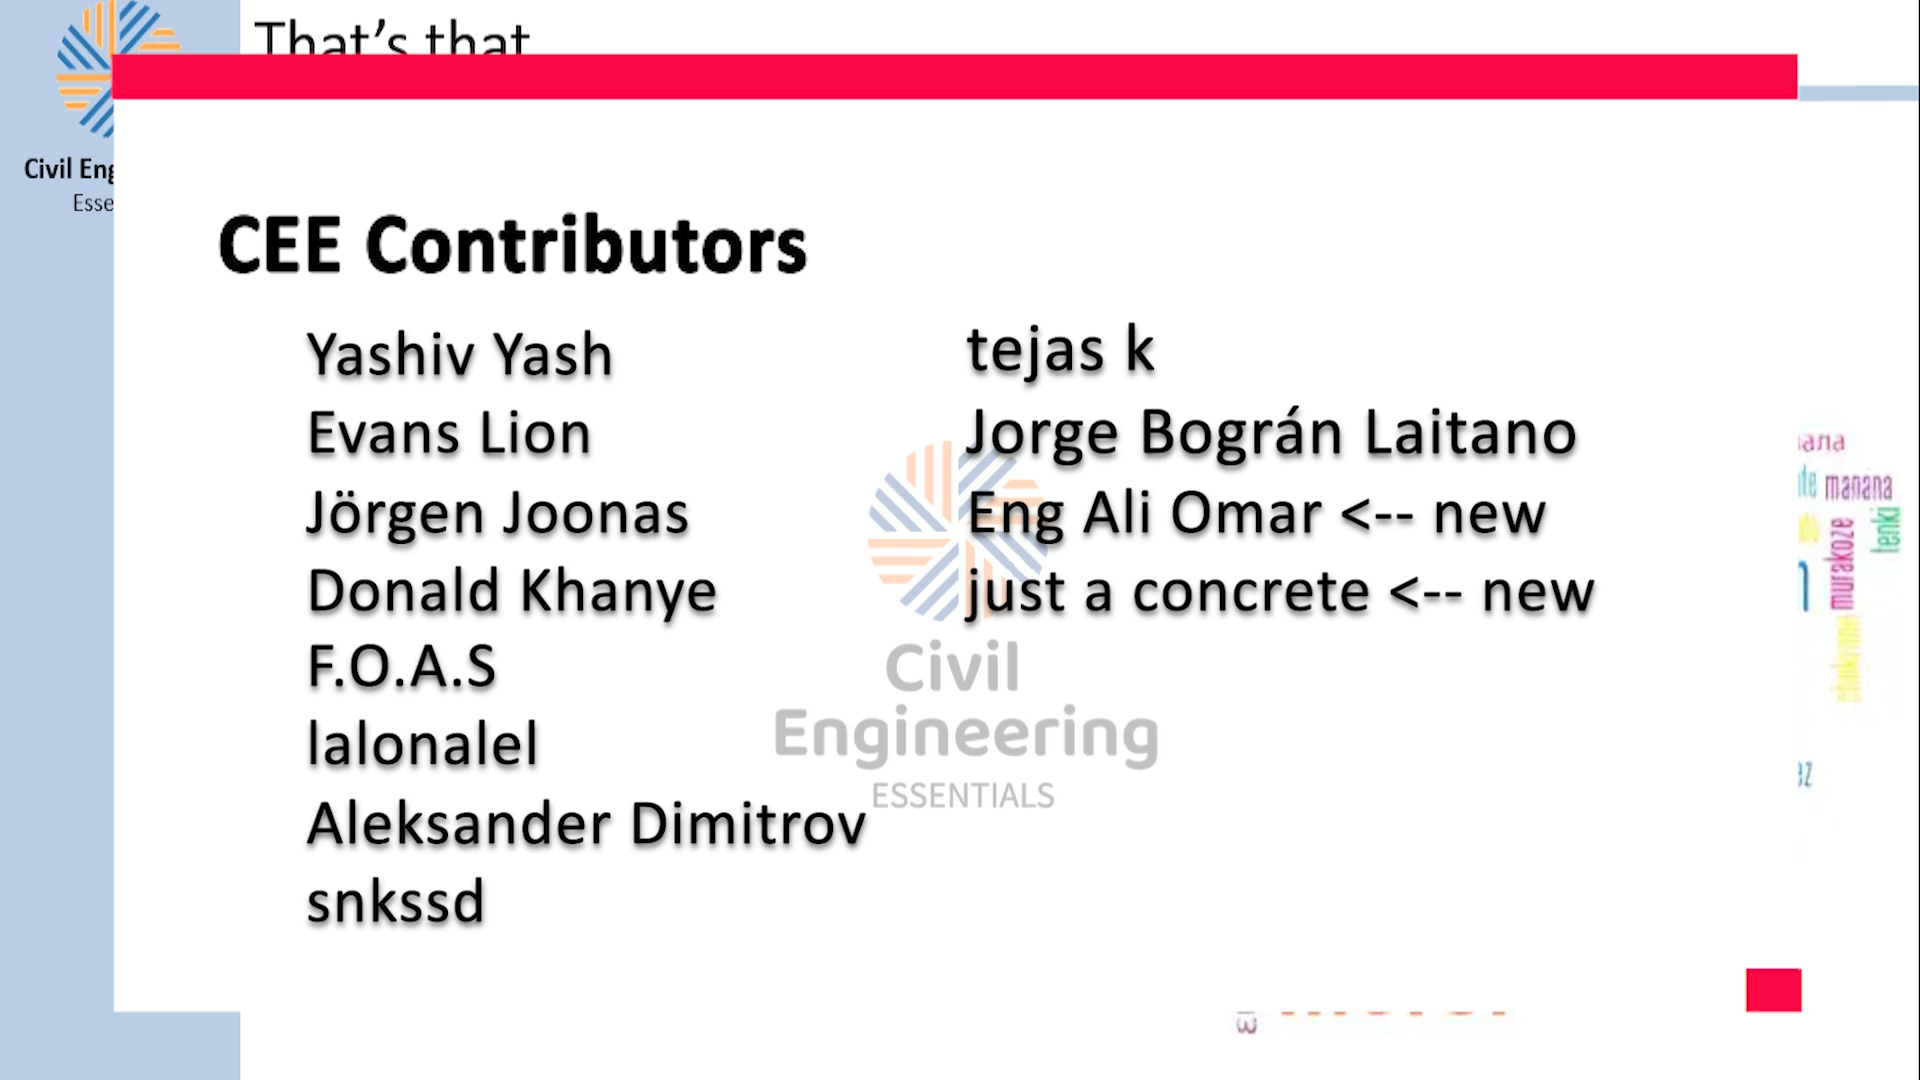 That's that
Civil Eng
Esse
CEE Contributors
Yashiv Yash
Evans Lion
Jörgen Joonas
Donald Khanye
F.O.A.S
lalonalel
Aleksander Dimitrov
snkssd
tejas k
Jorge Bográn Laitano
Eng Ali Omar <-- new
just a concrete <-- new
Civil
Engineering
ESSENTIALS
manana
murakoze
tenki